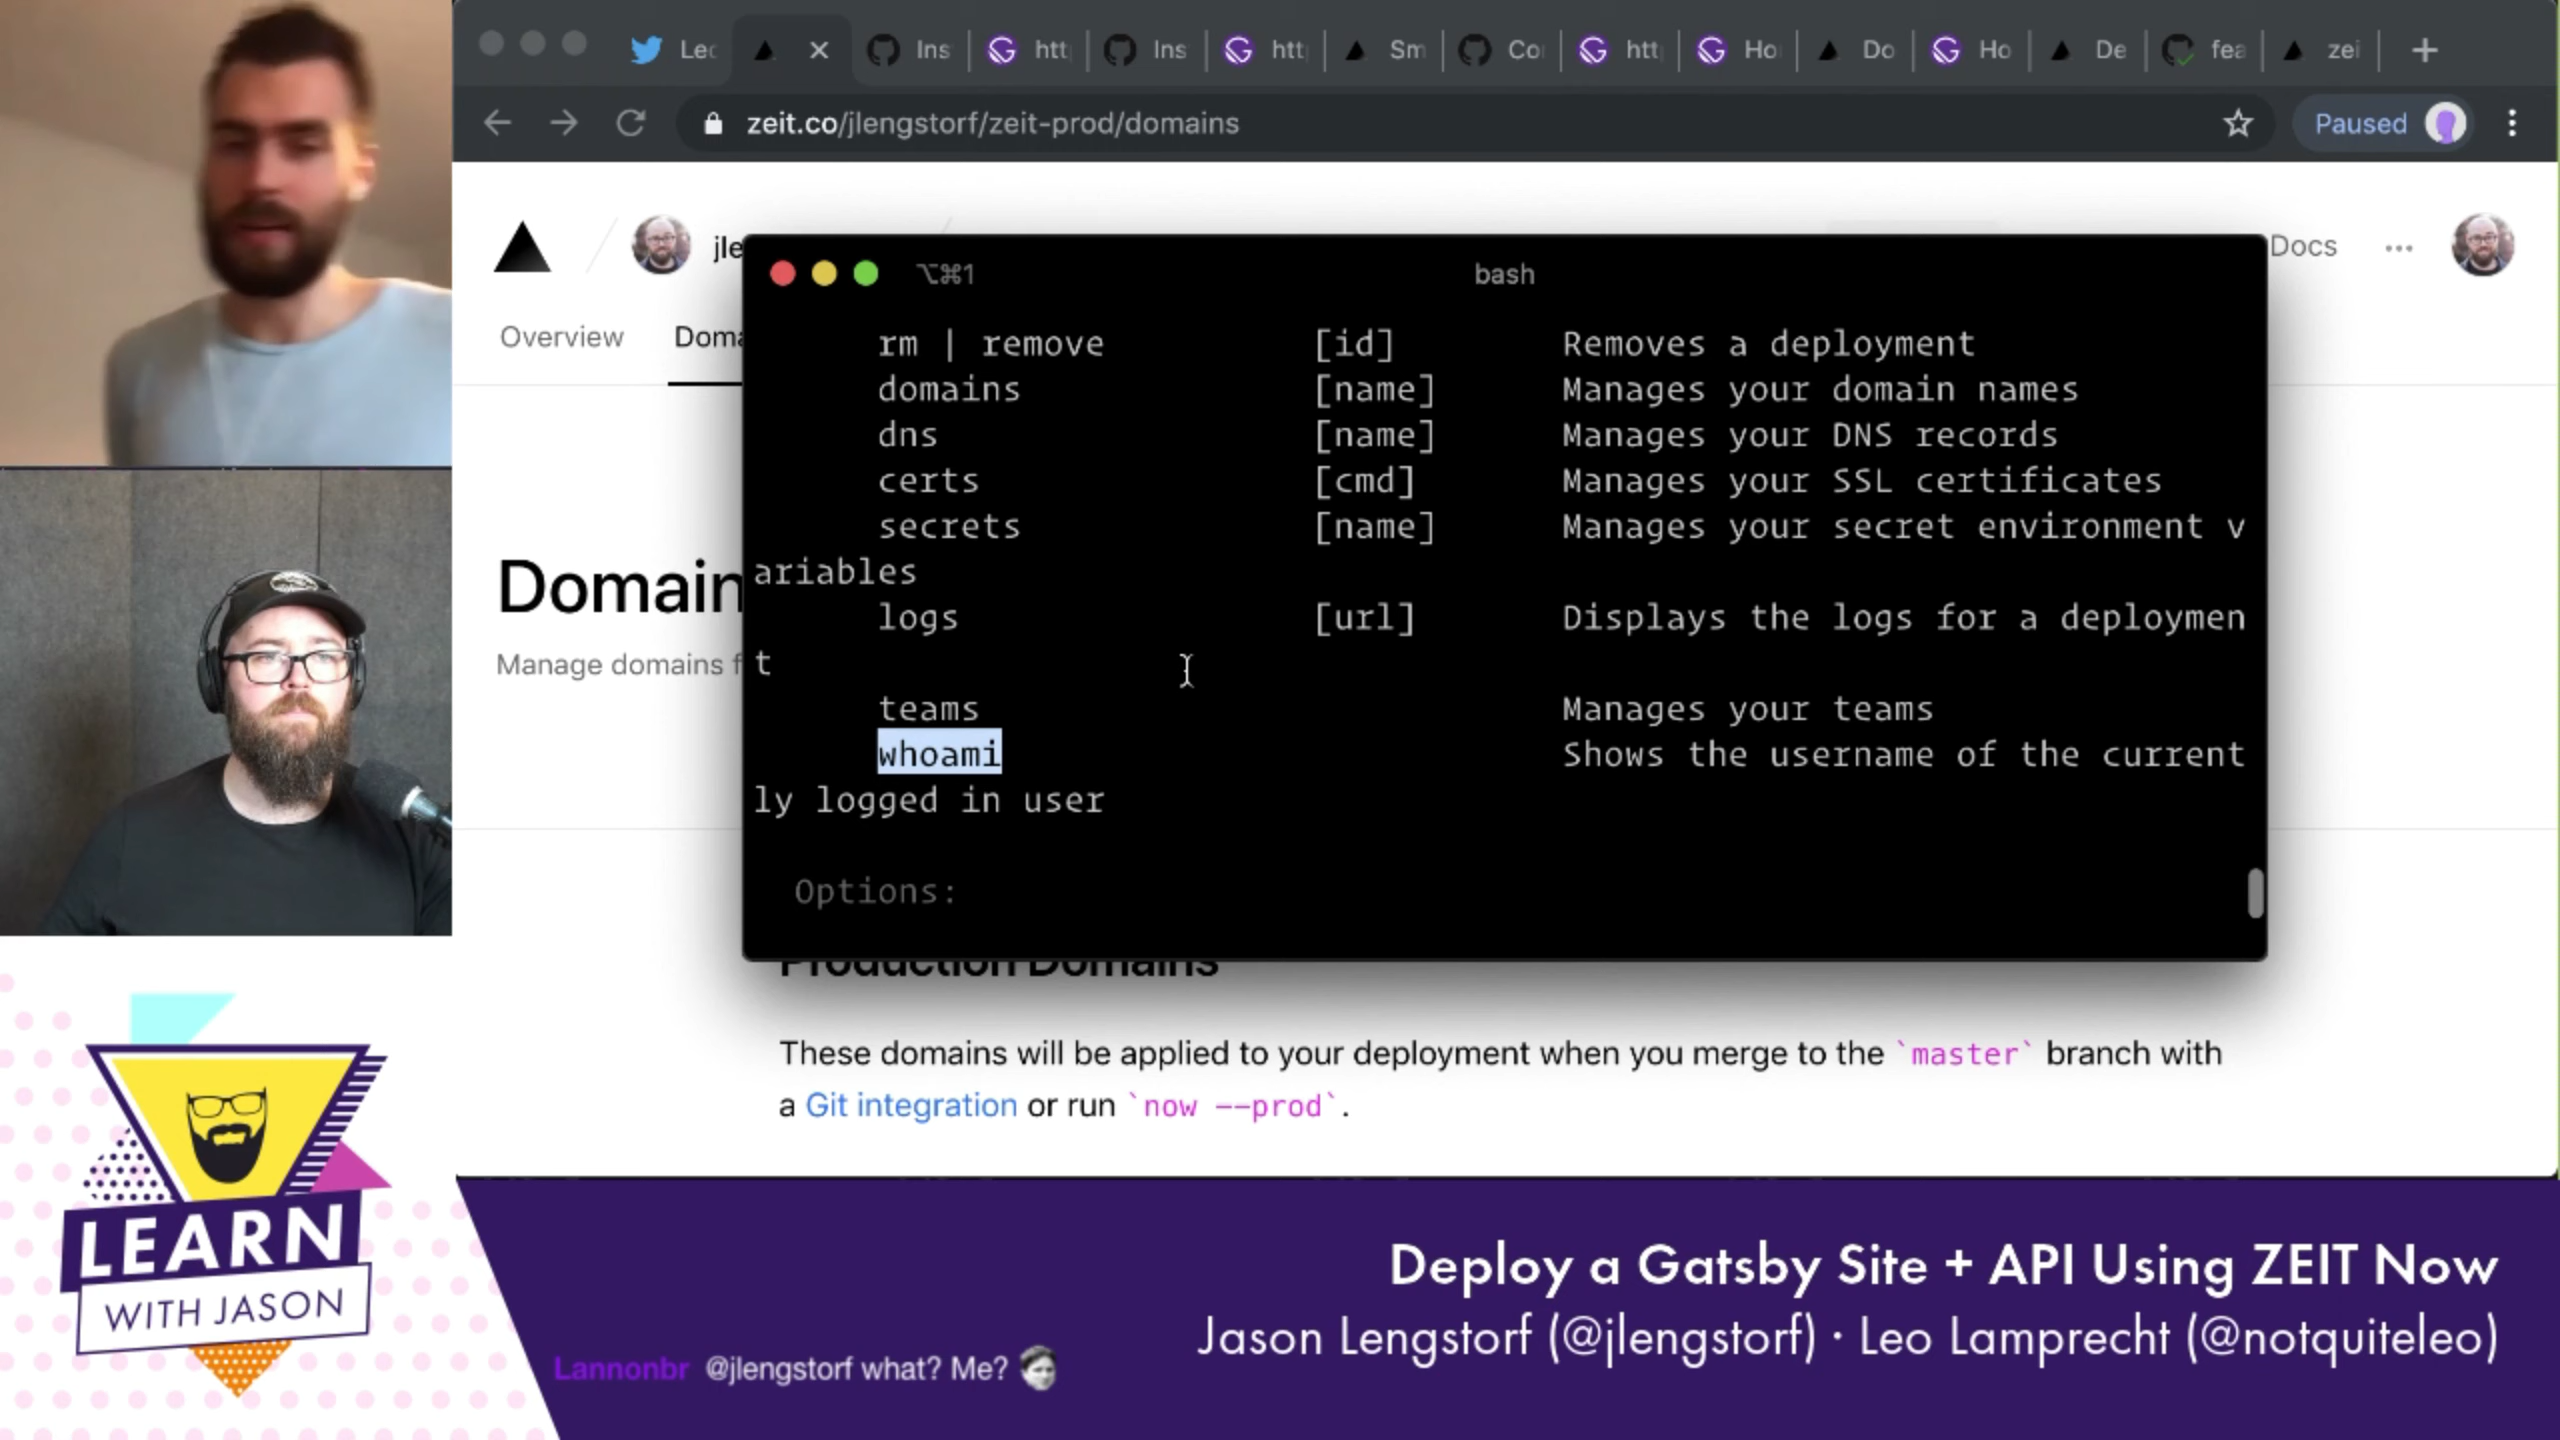 Lec
Ins
htt
Ins
htt
Sm
Co
htt
Ho
Do
Ho
De
fea
zei
zeit.co/jlengstorf/zeit-prod/domains
Paused
jle
Docs
Overview
Doma
Domain
Manage domains f
⌥⌘1 bash
rm | remove [id] Removes a deployment
domains [name] Manages your domain names
dns [name] Manages your DNS records
certs [cmd] Manages your SSL certificates
secrets [name] Manages your secret environment v
ariables
logs [url] Displays the logs for a deploymen
t
teams Manages your teams
whoami Shows the username of the current
ly logged in user
Options:
Production Domains
These domains will be applied to your deployment when you merge to the `master` branch with
a Git integration or run `now --prod`.
LEARN
WITH JASON
Deploy a Gatsby Site + API Using ZEIT Now
Jason Lengstorf (@jlengstorf) · Leo Lamprecht (@notquiteleo)
Lannonbr @jlengstorf what? Me?